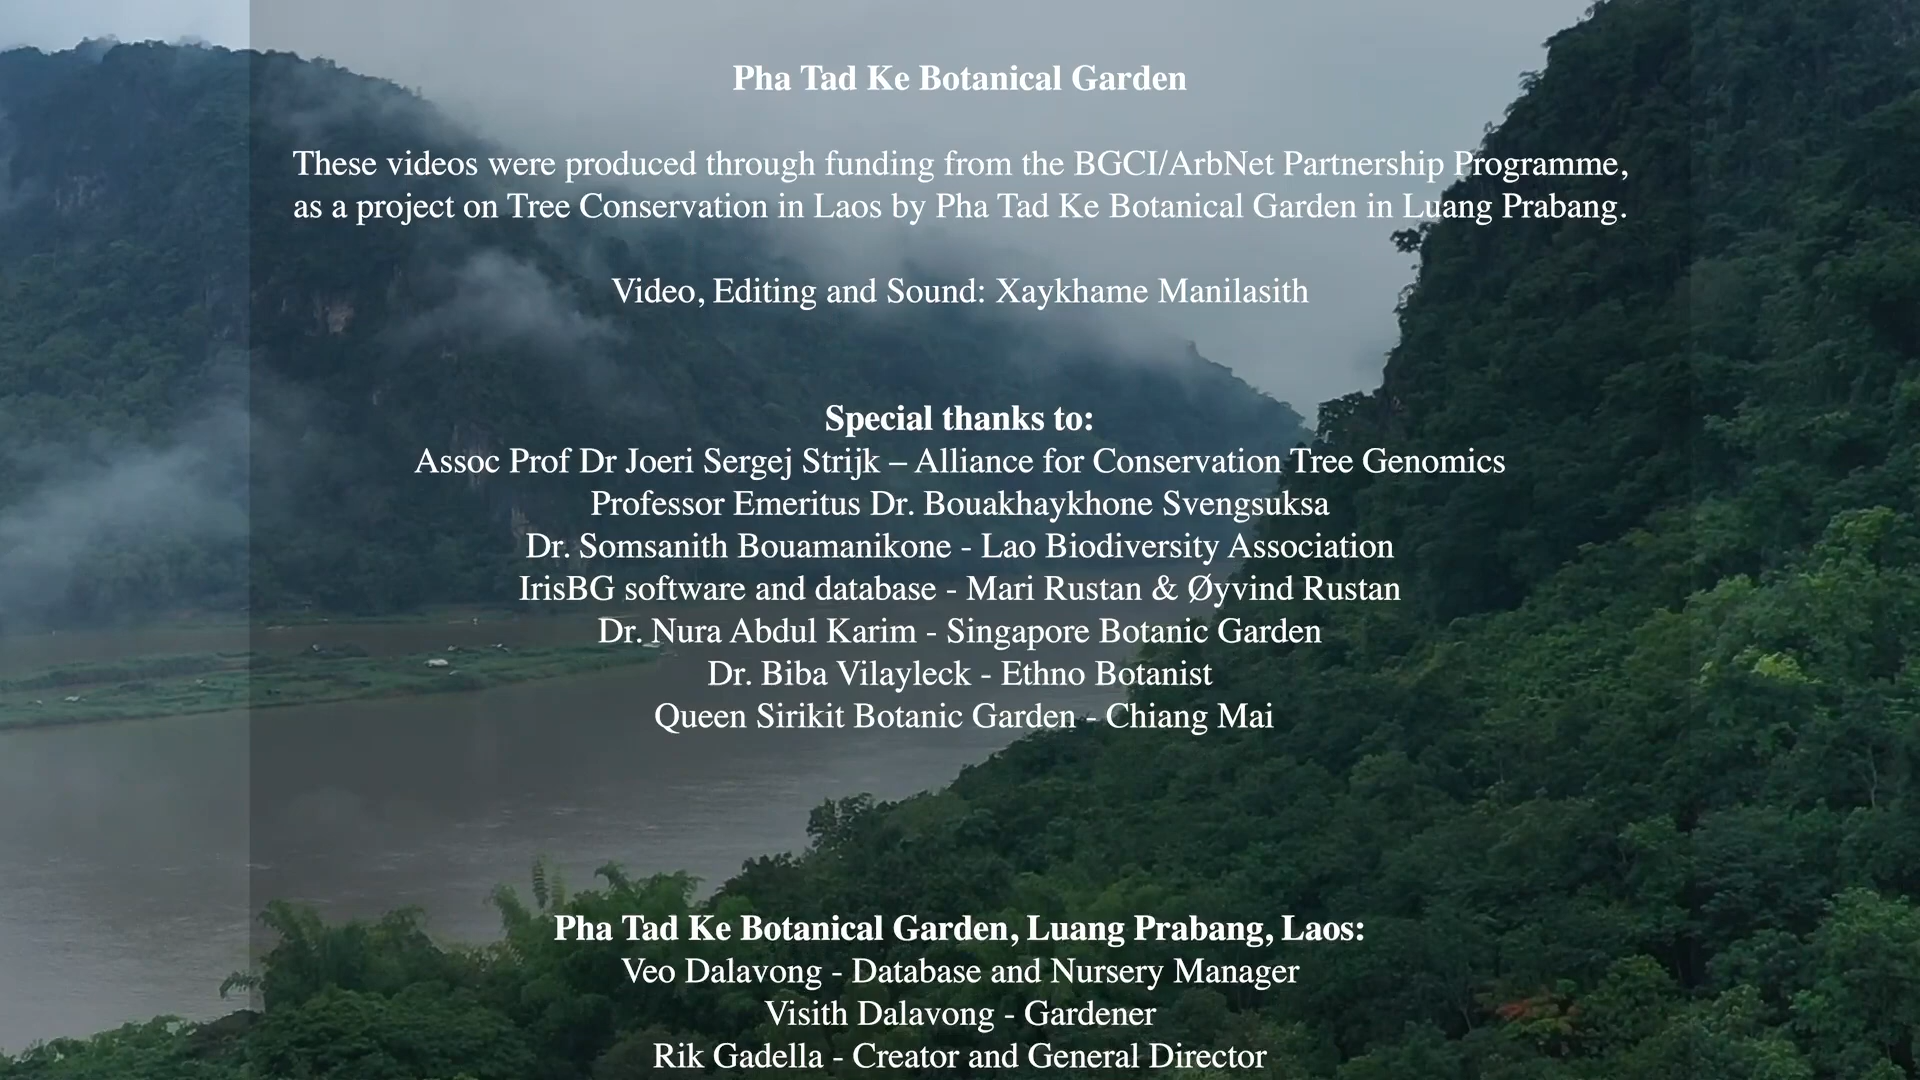 Pha Tad Ke Botanical Garden
These videos were produced through funding from the BGCI/ArbNet Partnership Programme,
as a project on Tree Conservation in Laos by Pha Tad Ke Botanical Garden in Luang Prabang.
Video, Editing and Sound: Xaykhame Manilasith
Special thanks to:
Assoc Prof Dr Joeri Sergej Strijk – Alliance for Conservation Tree Genomics
Professor Emeritus Dr. Bouakhaykhone Svengsuksa
Dr. Somsanith Bouamanikone - Lao Biodiversity Association
IrisBG software and database - Mari Rustan & Øyvind Rustan
Dr. Nura Abdul Karim - Singapore Botanic Garden
Dr. Biba Vilayleck - Ethno Botanist
Queen Sirikit Botanic Garden - Chiang Mai
Pha Tad Ke Botanical Garden, Luang Prabang, Laos:
Veo Dalavong - Database and Nursery Manager
Visith Dalavong - Gardener
Rik Gadella - Creator and General Director